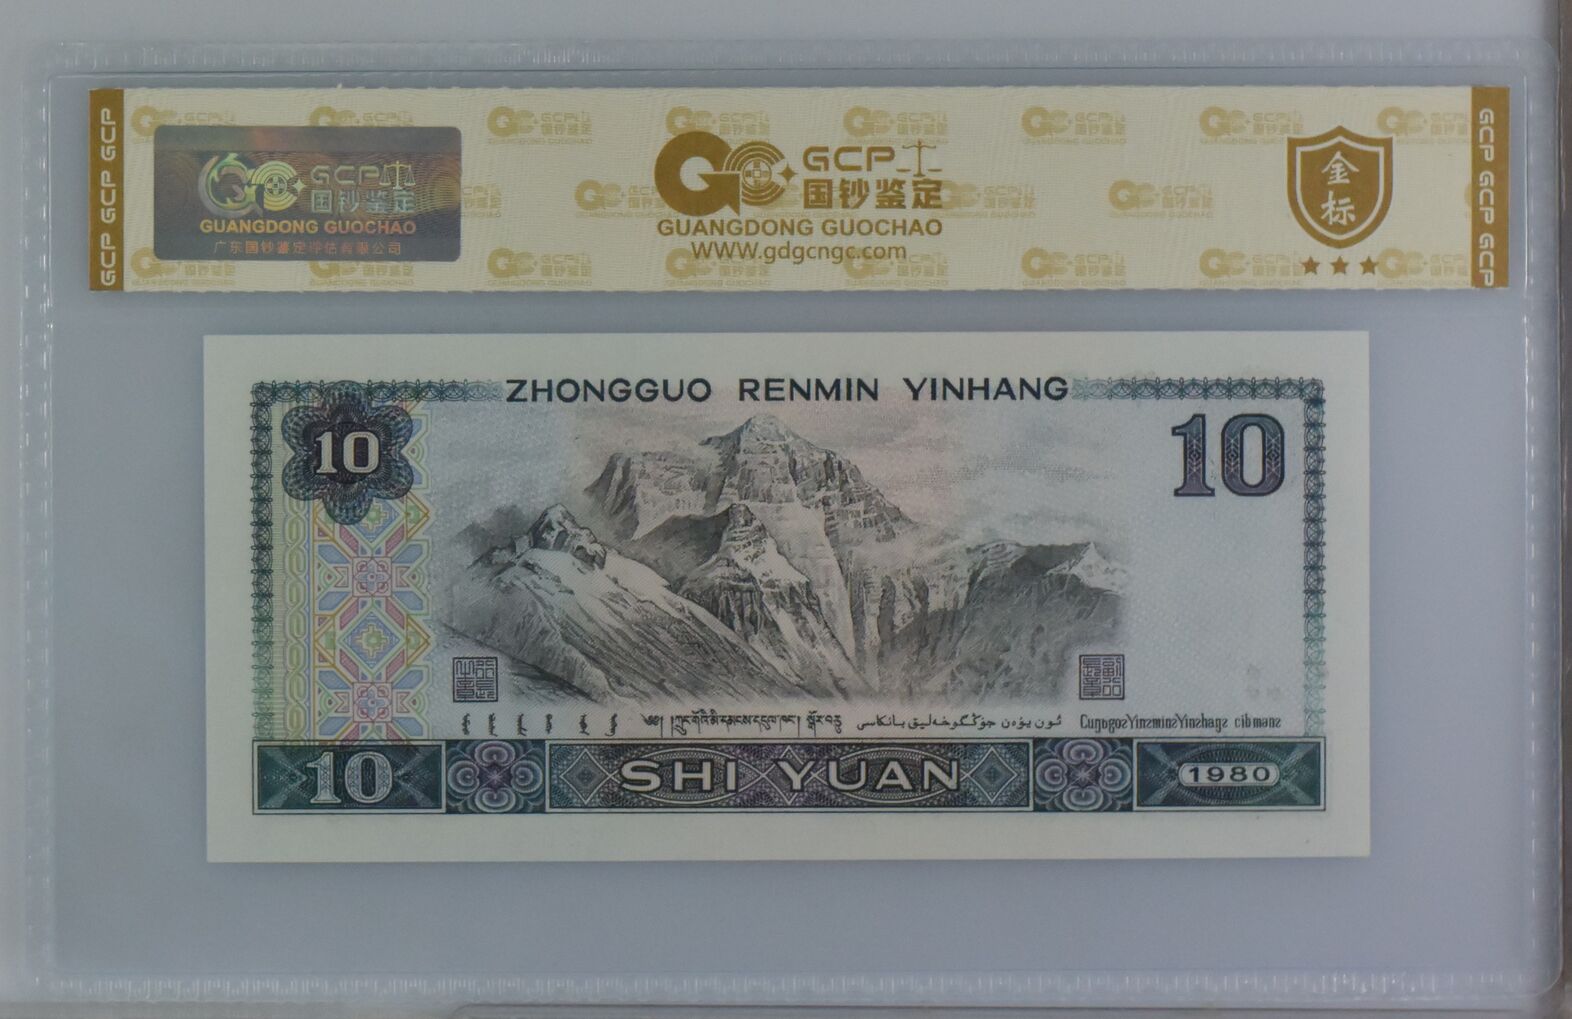 GCP GCP GCP
GCP
国钞鉴定
GUANGDONG GUOCHAO
广东国钞鉴定评估有限公司
GCP
国钞鉴定
GUANGDONG GUOCHAO
WWW.gdgcngc.com
金标
GCP GCP GCP
ZHONGGUO RENMIN YINHANG
10
10
10
SHI YUAN
1980